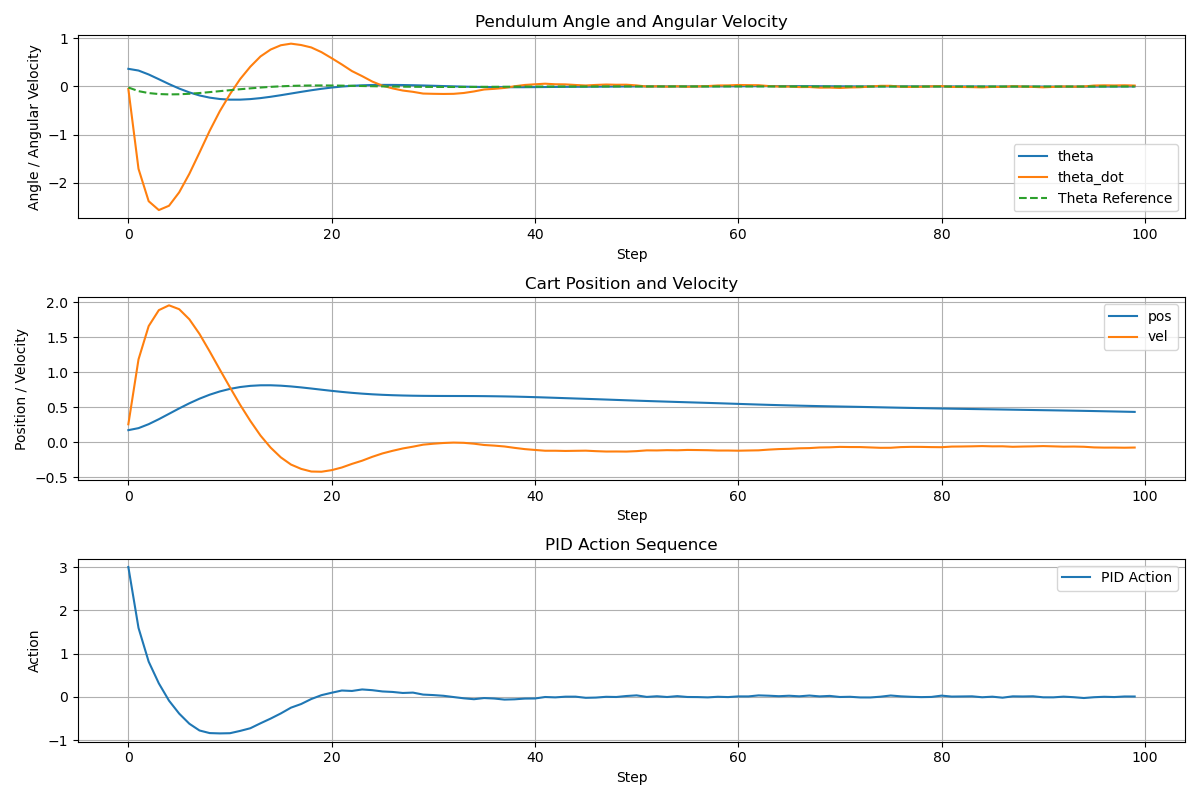 Pendulum Angle and Angular Velocity
Angle / Angular Velocity
1
0
−1
−2
theta
theta_dot
Theta Reference
0 20 40 60 80 100
Step
Cart Position and Velocity
Position / Velocity
2.0
1.5
1.0
0.5
0.0
−0.5
pos
vel
0 20 40 60 80 100
Step
PID Action Sequence
Action
3
2
1
0
−1
PID Action
0 20 40 60 80 100
Step